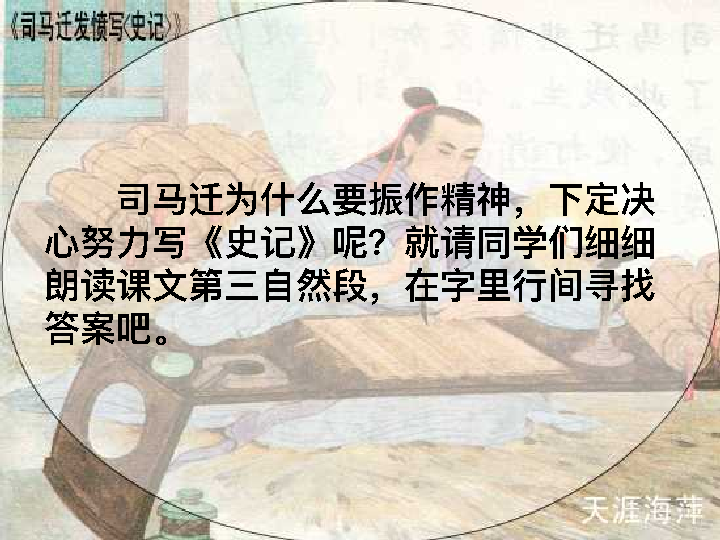 《司马迁发愤写《史记》》
司马迁为什么要振作精神，下定决
心努力写《史记》呢？就请同学们细细
朗读课文第三自然段，在字里行间寻找
答案吧。
天涯海萍